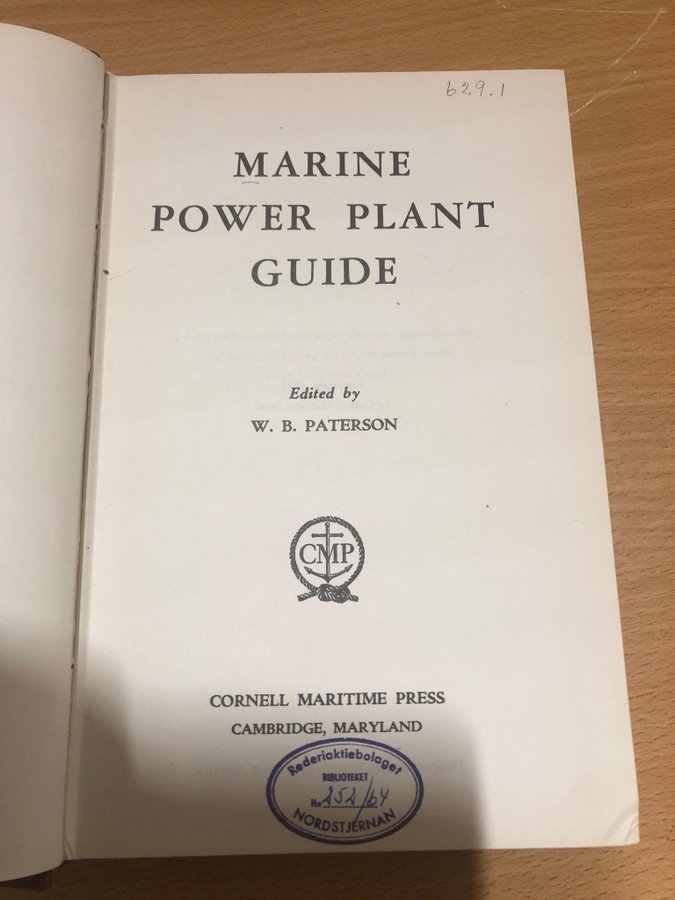 629.1
MARINE
POWER PLANT
GUIDE
Edited by
W. B. PATERSON
CMP
CORNELL MARITIME PRESS
CAMBRIDGE, MARYLAND
Rederiaktiebolaget
BIBLIOTEKET
Nr 252/64
NORDSTJERNAN